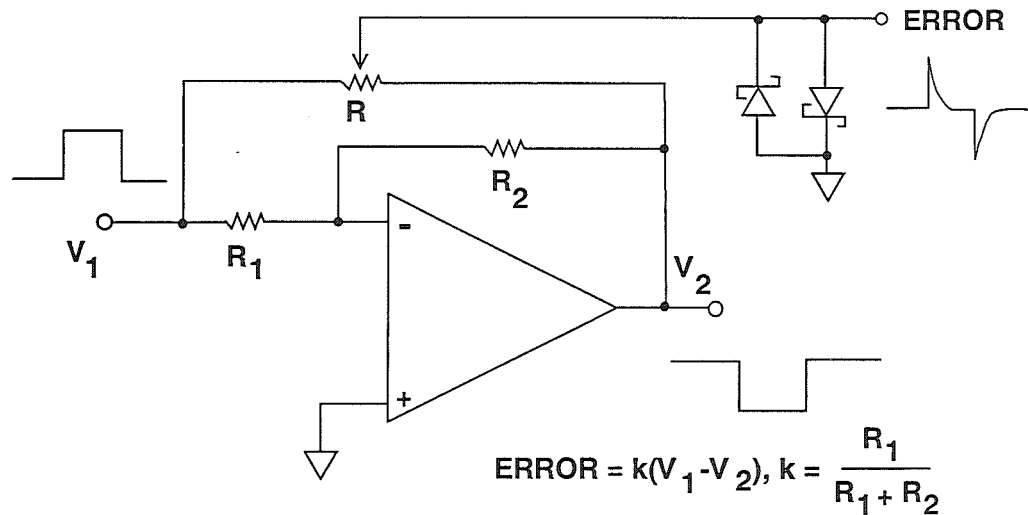 ERROR
R
R2
V1
R1
-
V2
+
ERROR = k(V1-V2), k = R1
R1 + R2